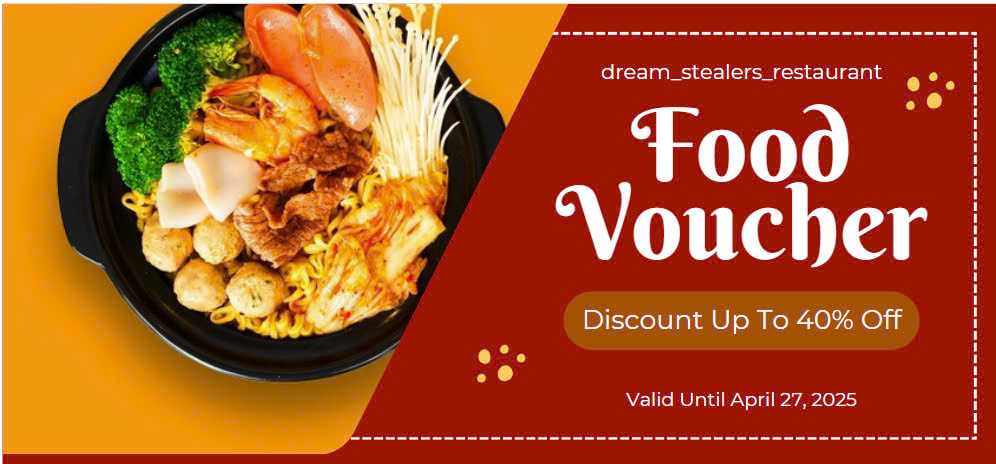 dream_stealers_restaurant
Food
Voucher
Discount Up To 40% Off
Valid Until April 27, 2025